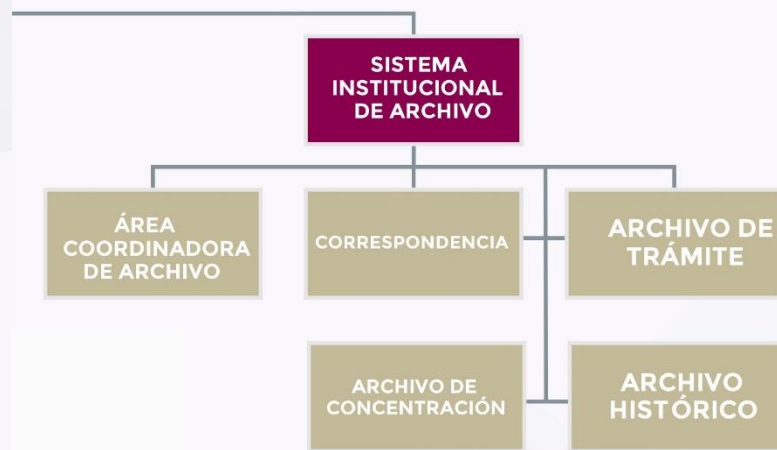 SISTEMA
INSTITUCIONAL
DE ARCHIVO
ÁREA
COORDINADORA
DE ARCHIVO
CORRESPONDENCIA
ARCHIVO DE
TRÁMITE
ARCHIVO DE
CONCENTRACIÓN
ARCHIVO
HISTÓRICO